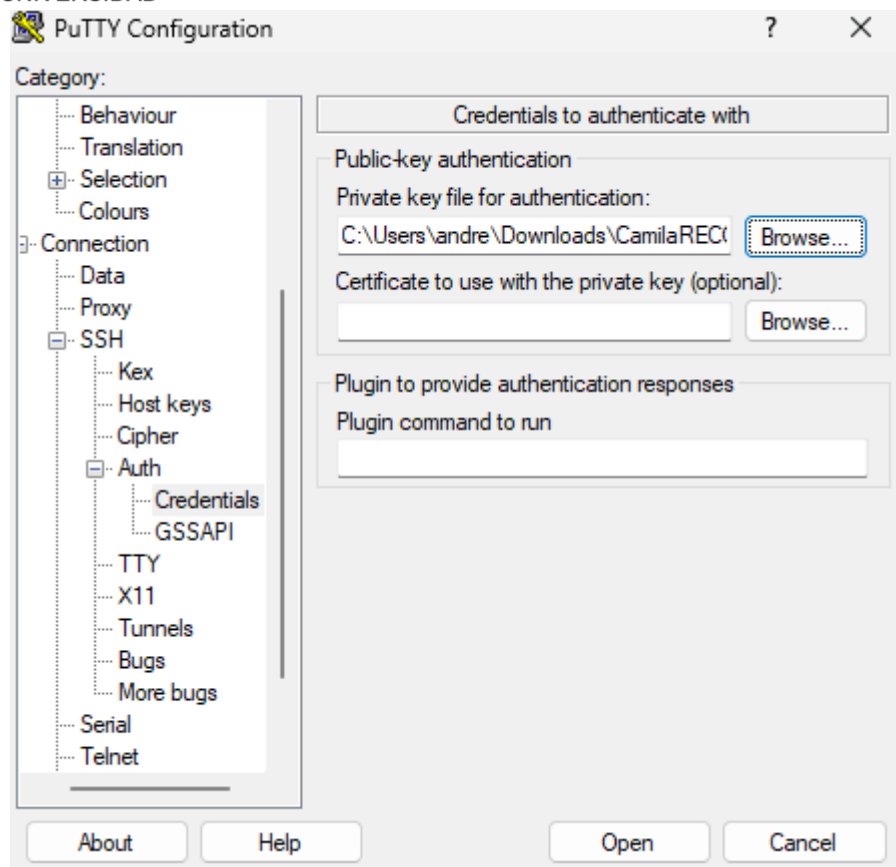 PuTTY Configuration
?
Category:
Behaviour
Translation
Selection
Colours
Connection
Data
Proxy
SSH
Kex
Host keys
Cipher
Auth
Credentials
GSSAPI
TTY
X11
Tunnels
Bugs
More bugs
Serial
Telnet
Credentials to authenticate with
Public-key authentication
Private key file for authentication:
C:\Users\andre\Downloads\CamilaREC
Browse...
Certificate to use with the private key (optional):
Browse...
Plugin to provide authentication responses
Plugin command to run
About
Help
Open
Cancel